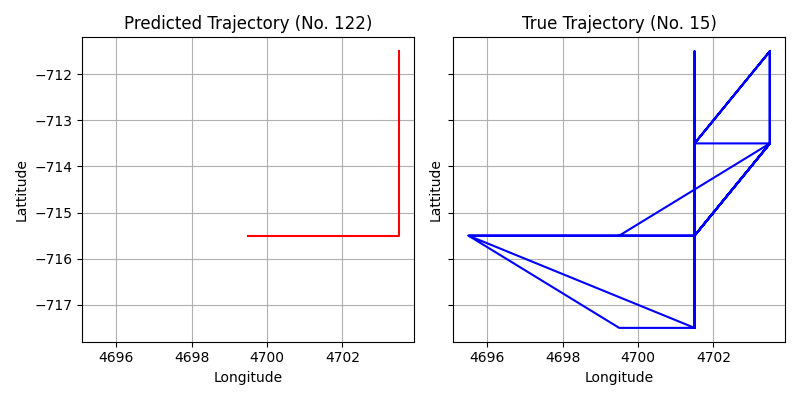 Predicted Trajectory (No. 122)
−712
−713
−714
−715
−716
−717
Lattitude
4696 4698 4700 4702
Longitude
True Trajectory (No. 15)
Lattitude
4696 4698 4700 4702
Longitude